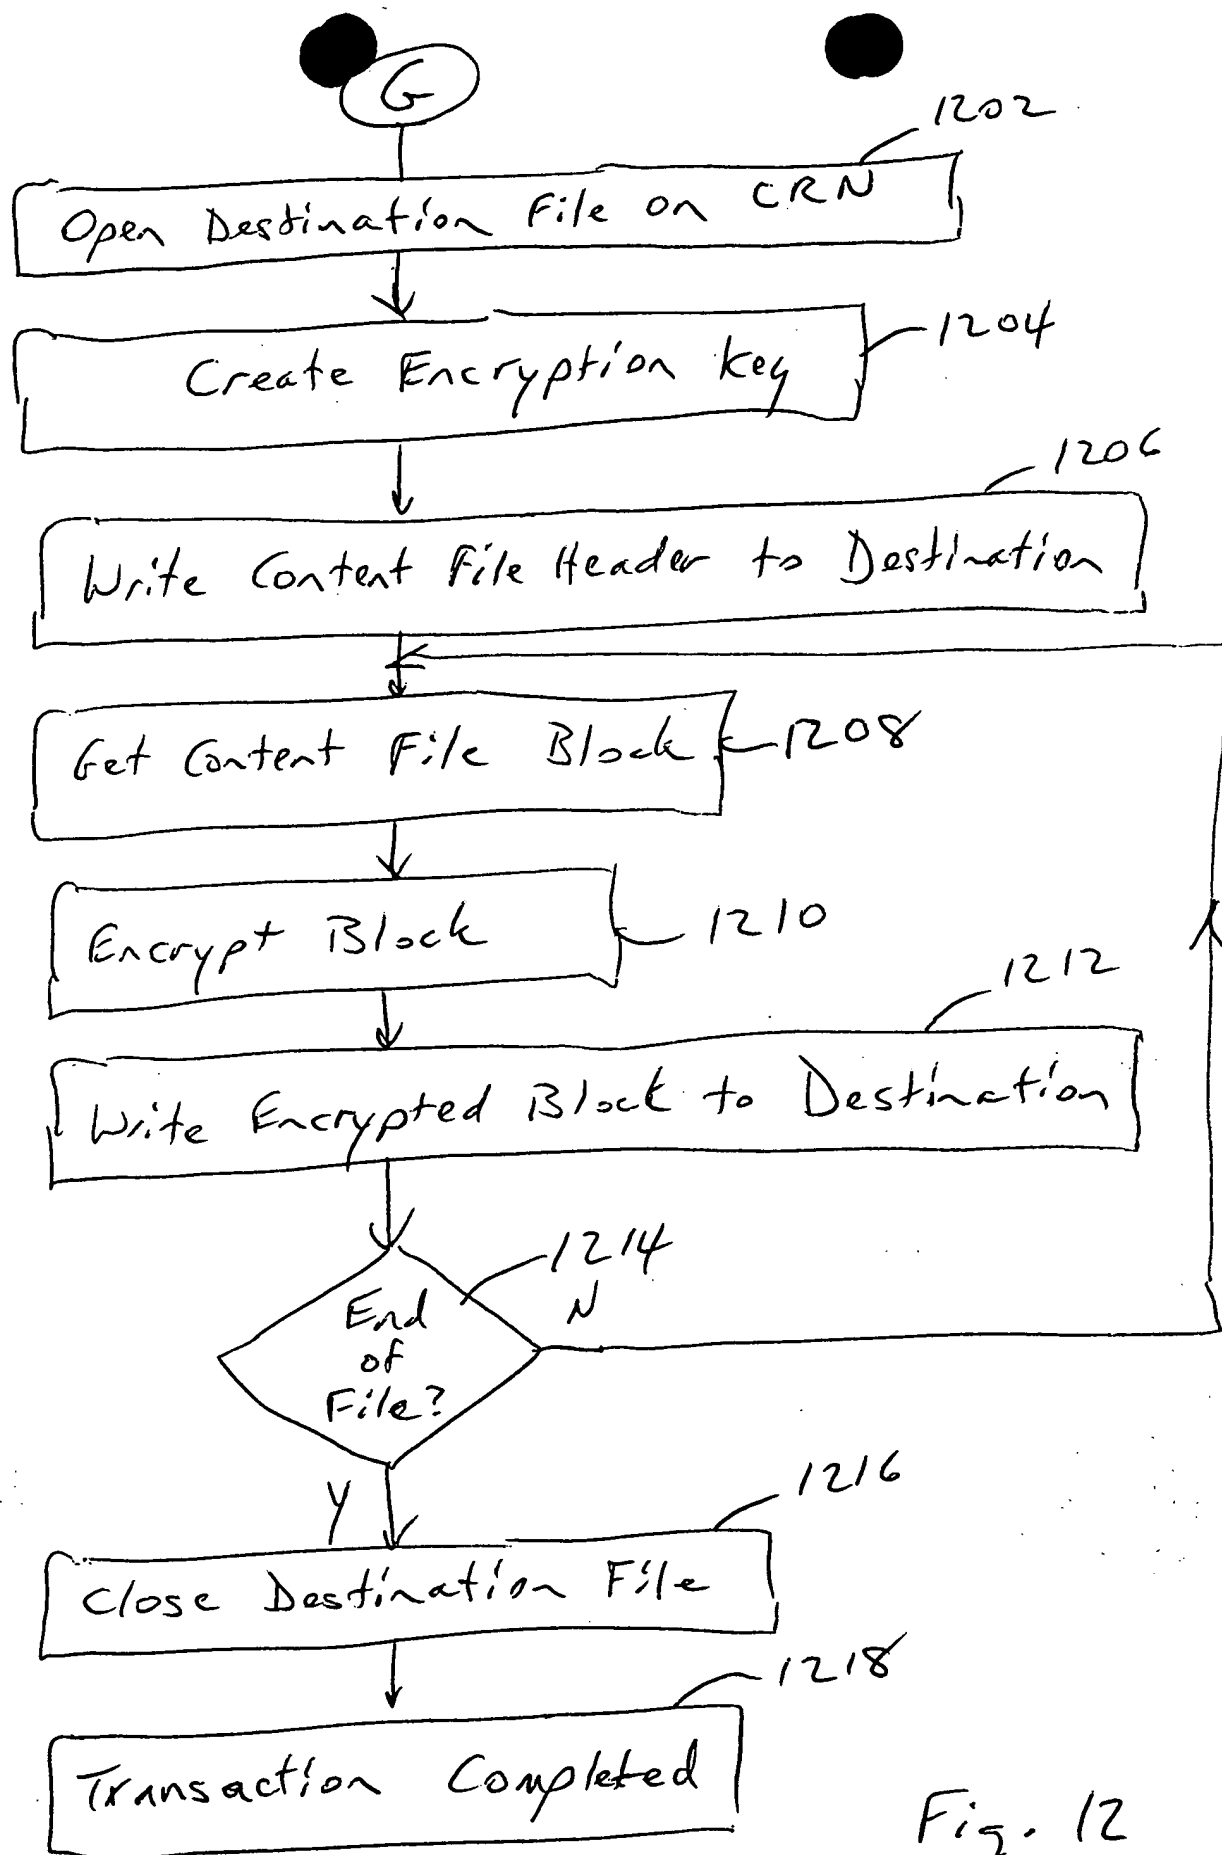 G
1202
Open Destination File on CRN
1204
Create Encryption Key
1206
Write Content File Header to Destination
Get Content File Block
1208
Encrypt Block
1210
1212
Write Encrypted Block to Destination
1214
N
End
of
File?
Y
1216
Close Destination File
1218
Transaction Completed
Fig. 12